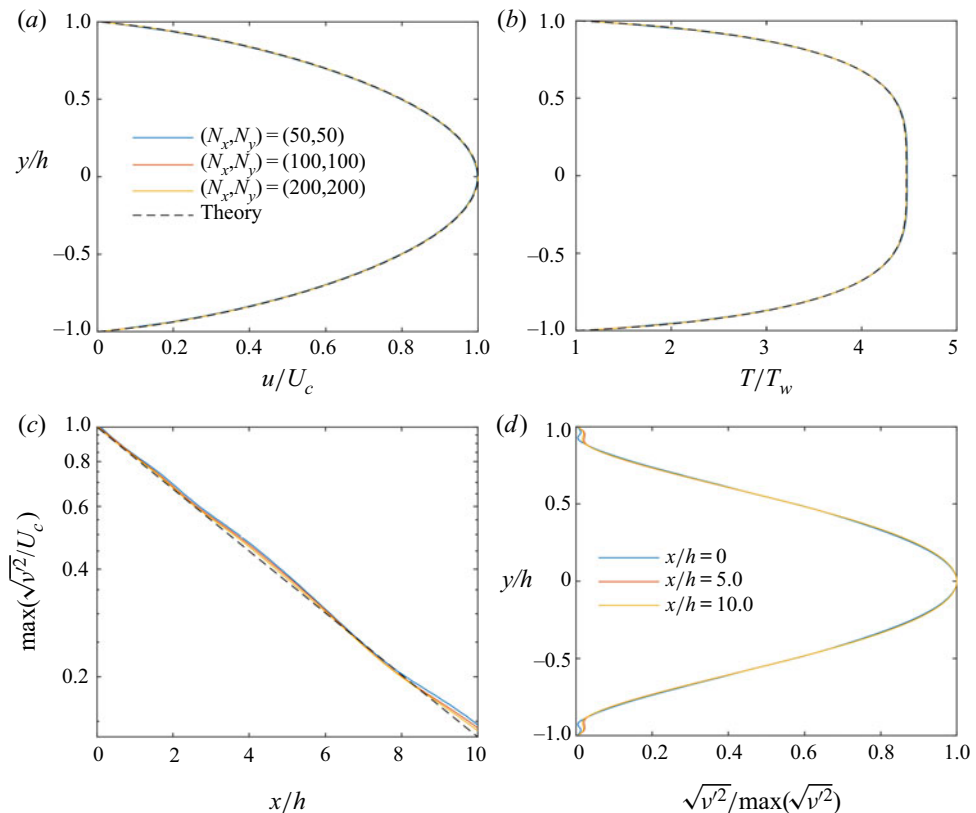 (a)
1.0
0.5
y/h
0
−0.5
−1.0
(N_x,N_y) = (50,50)
(N_x,N_y) = (100,100)
(N_x,N_y) = (200,200)
Theory
0 0.2 0.4 0.6 0.8 1.0
u/U_c
(b)
1.0
0.5
0
−0.5
−1.0
1 2 3 4 5
T/T_w
(c)
1.0
0.8
0.6
0.4
0.2
max(√v′²/U_c)
0 2 4 6 8 10
x/h
(d)
1.0
0.5
y/h
0
−0.5
−1.0
x/h = 0
x/h = 5.0
x/h = 10.0
0 0.2 0.4 0.6 0.8 1.0
√v′²/max(√v′²)